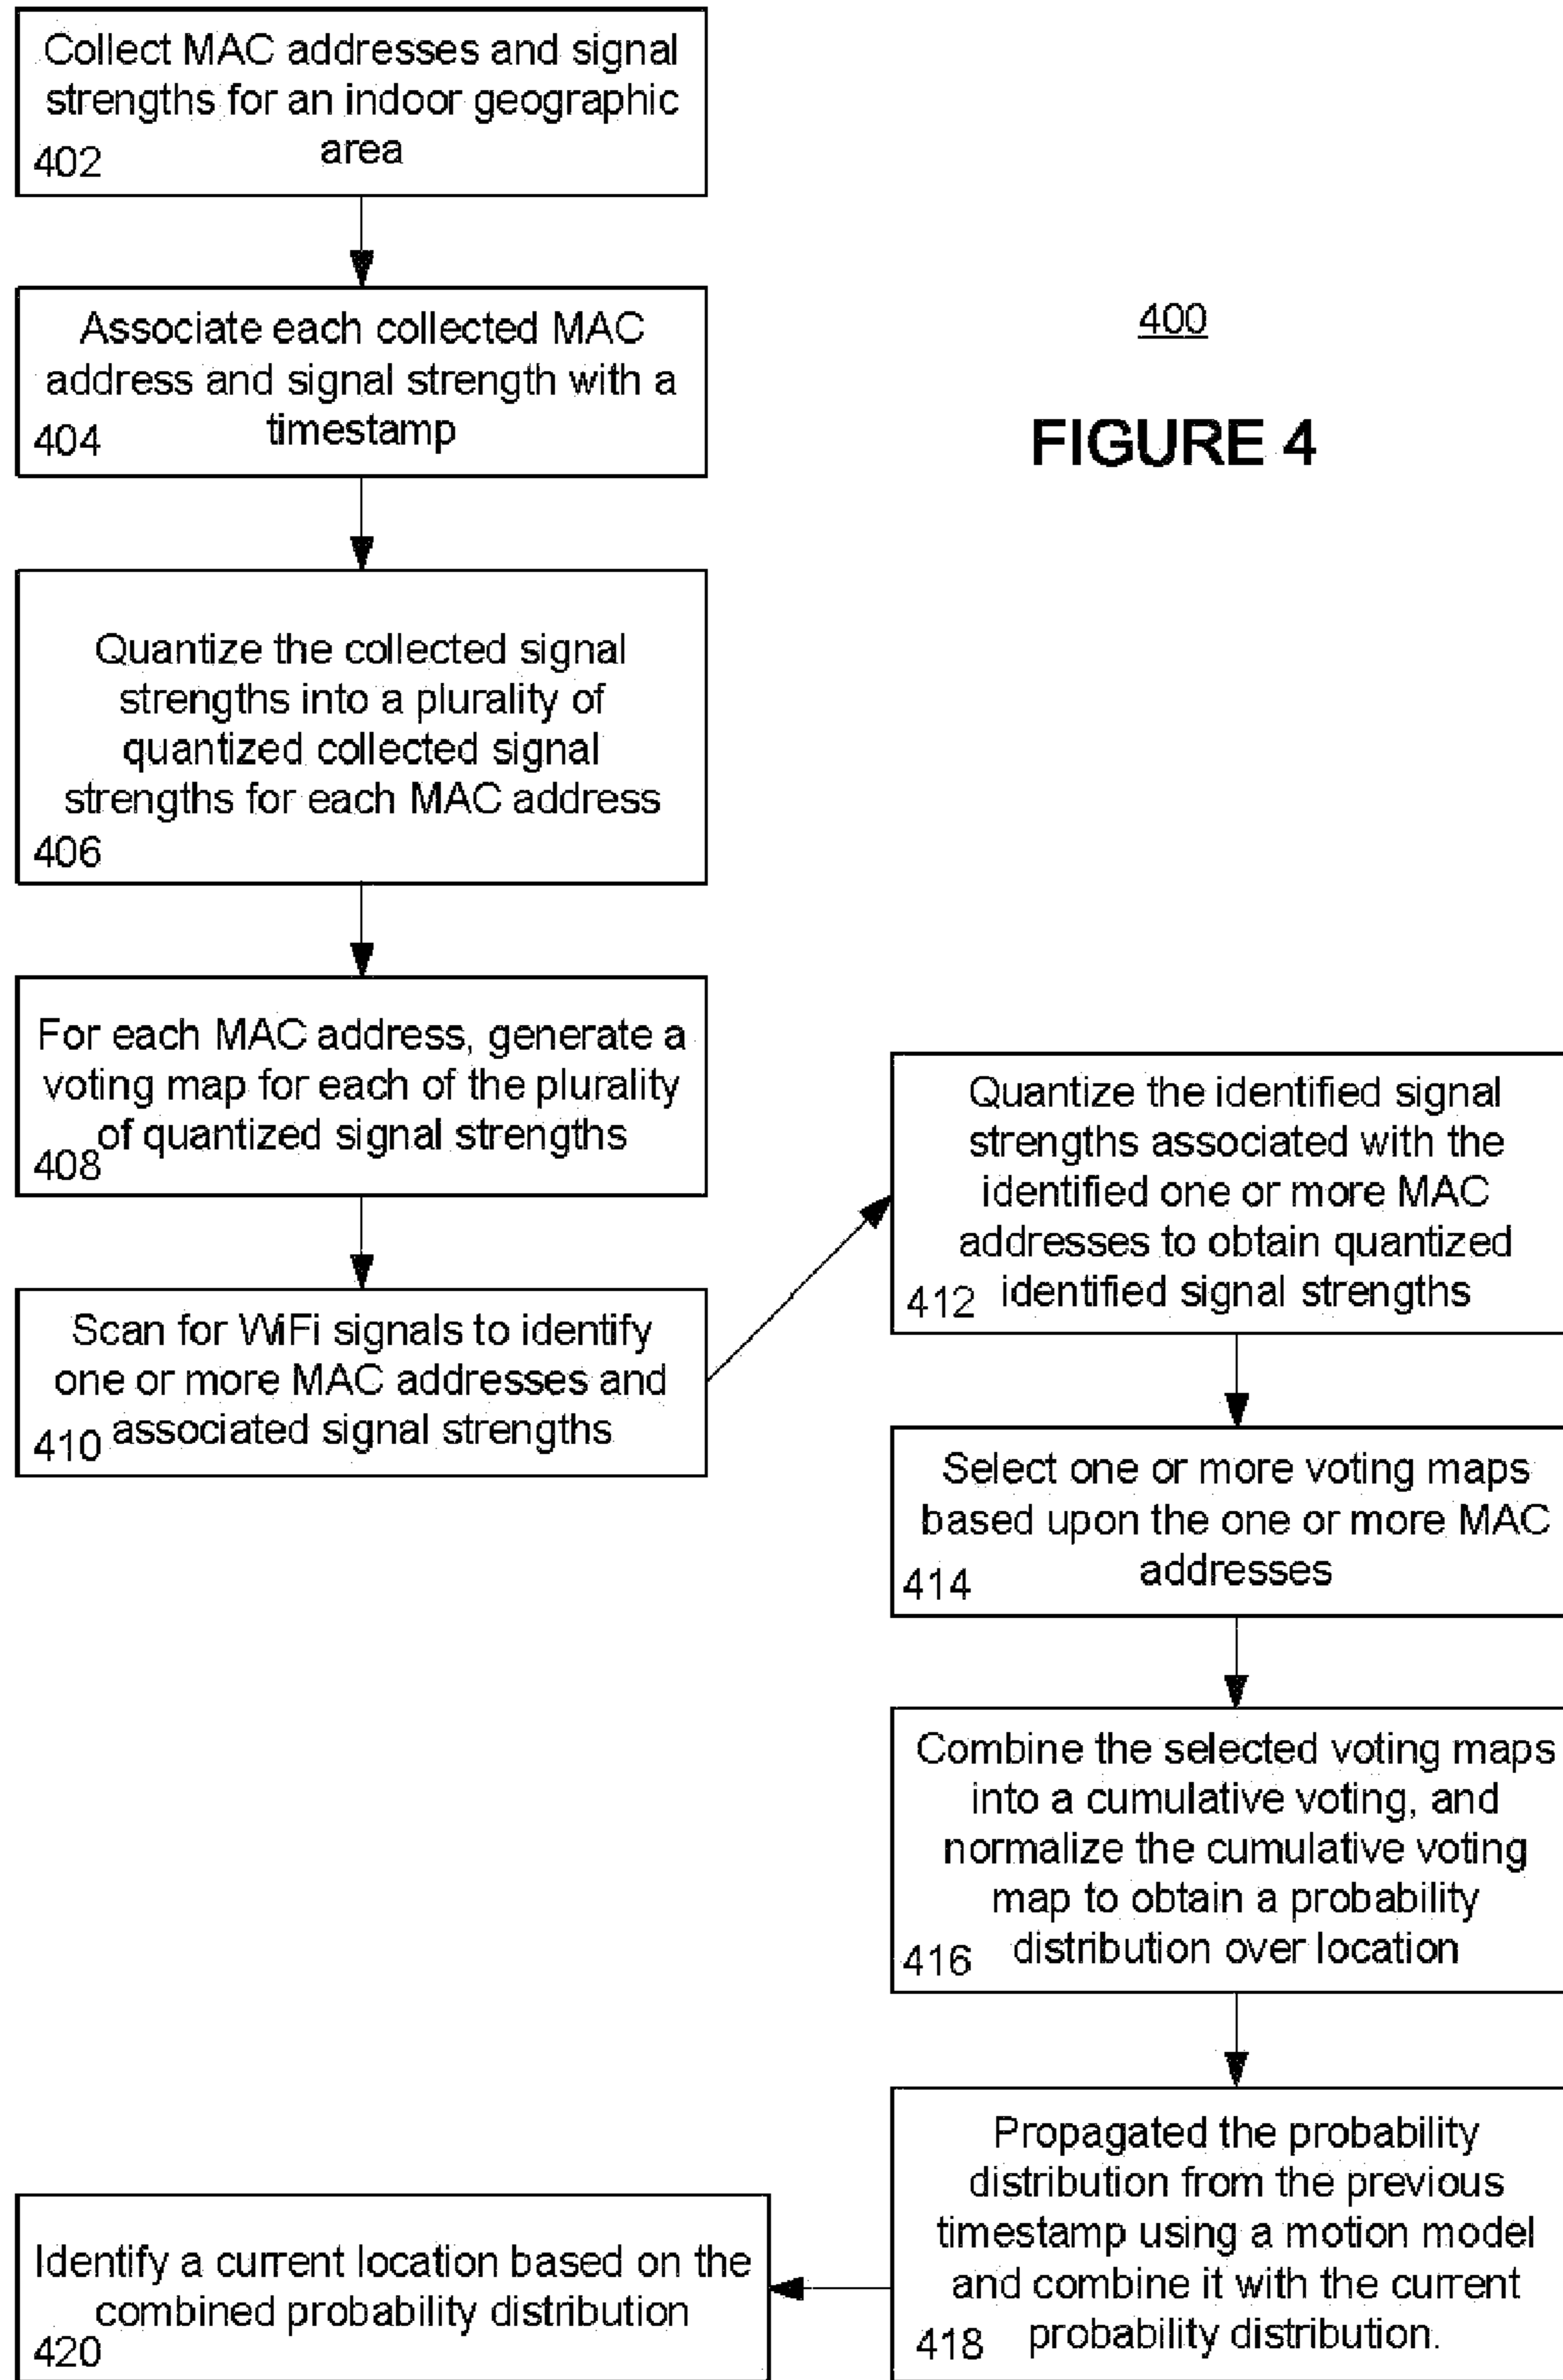 Collect MAC addresses and signal
strengths for an indoor geographic
area
402
Associate each collected MAC
address and signal strength with a
timestamp
404
400
FIGURE 4
Quantize the collected signal
strengths into a plurality of
quantized collected signal
strengths for each MAC address
406
For each MAC address, generate a
voting map for each of the plurality
of quantized signal strengths
408
Scan for WiFi signals to identify
one or more MAC addresses and
associated signal strengths
410
Quantize the identified signal
strengths associated with the
identified one or more MAC
addresses to obtain quantized
identified signal strengths
412
Select one or more voting maps
based upon the one or more MAC
addresses
414
Combine the selected voting maps
into a cumulative voting, and
normalize the cumulative voting
map to obtain a probability
distribution over location
416
Propagated the probability
distribution from the previous
timestamp using a motion model
and combine it with the current
probability distribution.
418
Identify a current location based on the
combined probability distribution
420